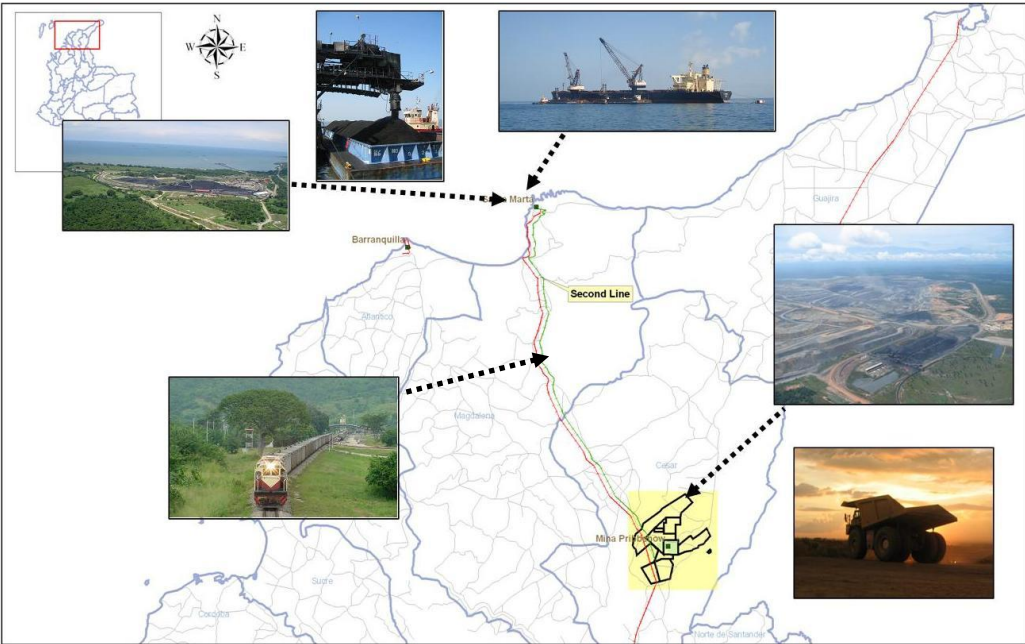 N
W E
S
Santa Marta
Guajira
Barranquilla
Second Line
Atlantico
Magdalena
Cesar
Mina Pribbenow
Sucre
Cordoba
Norte de Santander